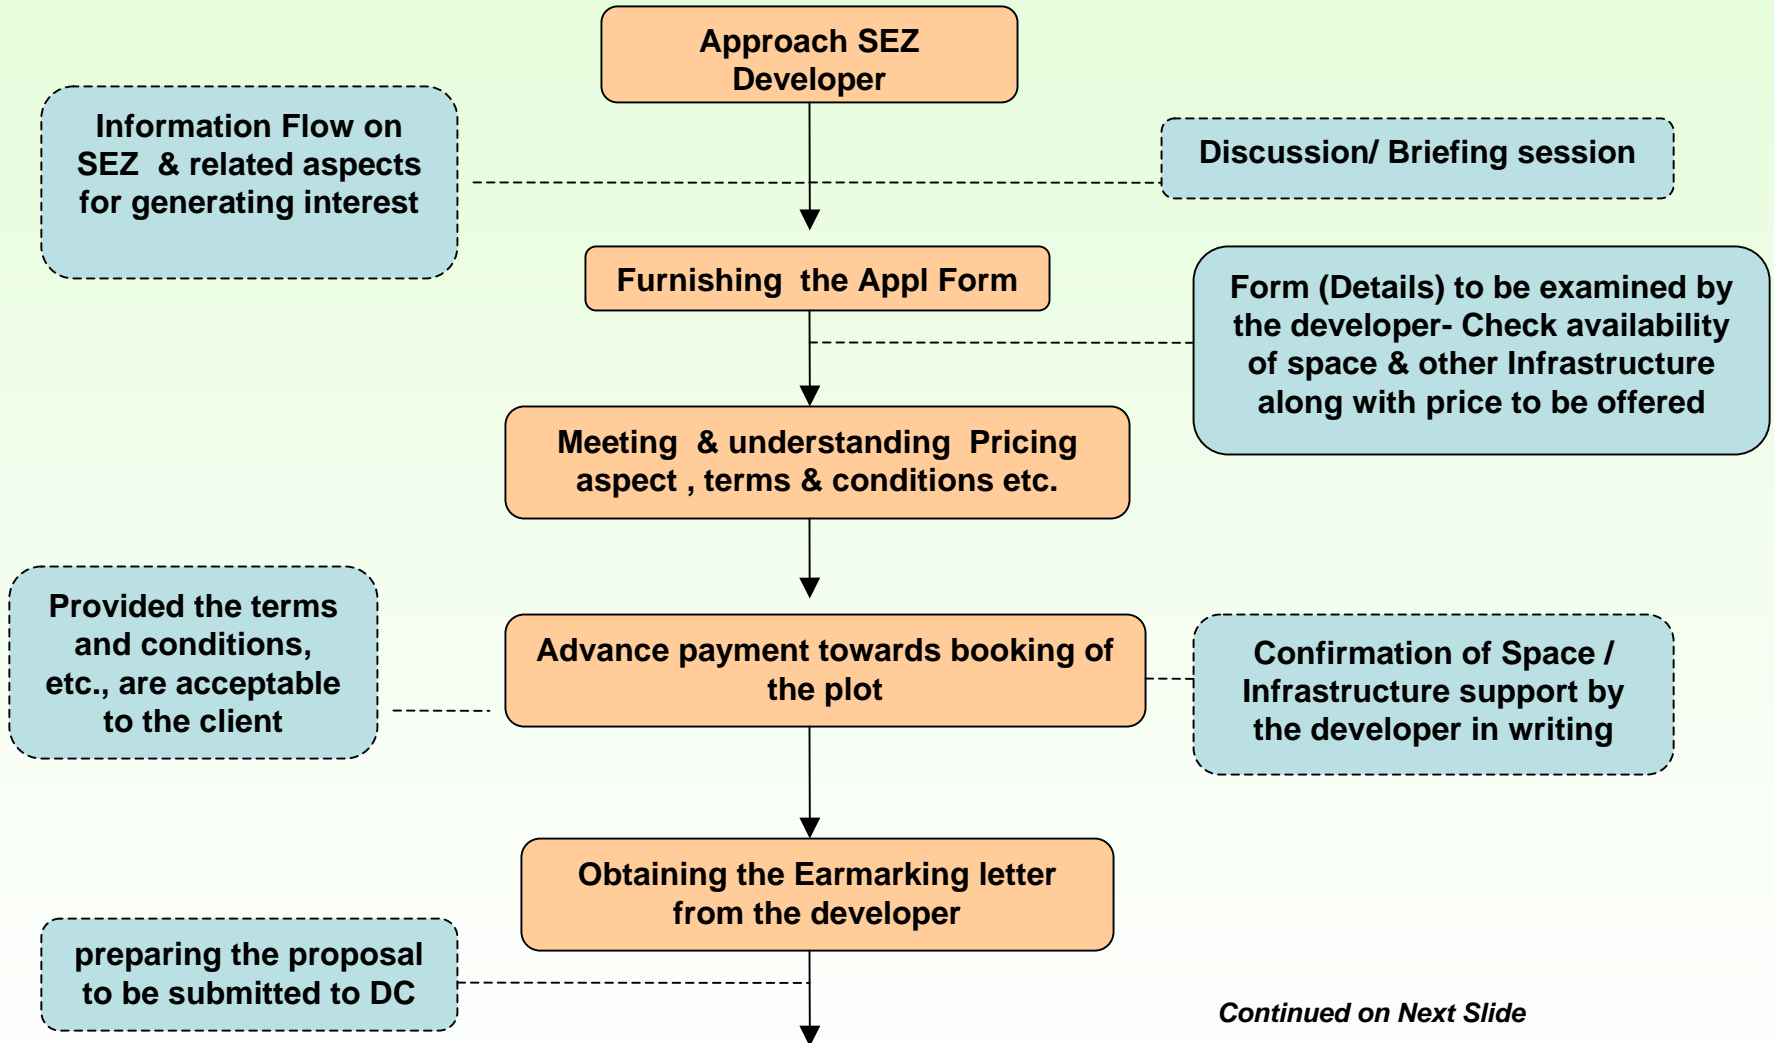 Approach SEZ
Developer
Information Flow on
SEZ & related aspects
for generating interest
Discussion/ Briefing session
Furnishing the Appl Form
Form (Details) to be examined by
the developer- Check availability
of space & other Infrastructure
along with price to be offered
Meeting & understanding Pricing
aspect , terms & conditions etc.
Provided the terms
and conditions,
etc., are acceptable
to the client
Advance payment towards booking of
the plot
Confirmation of Space /
Infrastructure support by
the developer in writing
Obtaining the Earmarking letter
from the developer
preparing the proposal
to be submitted to DC
Continued on Next Slide